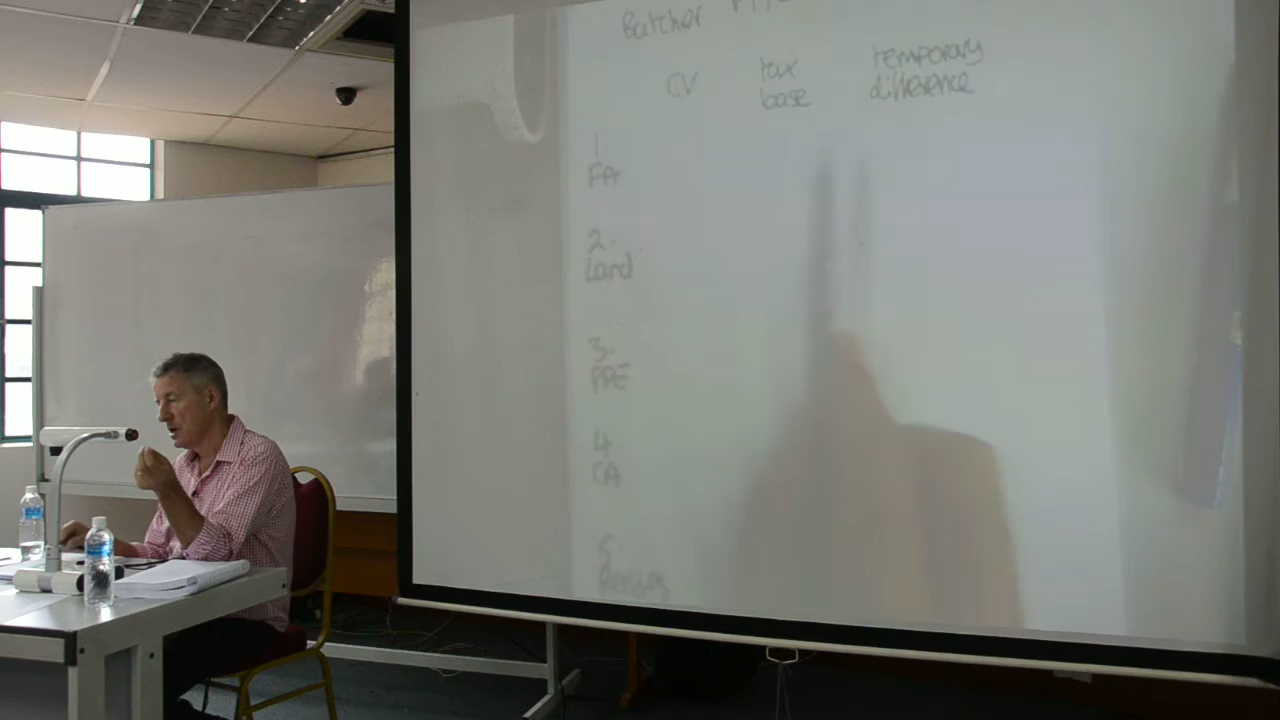 Batcher
CV
tax
base
temporary
difference
1.
FA
2.
Land
3.
PPE
4
CA
5.